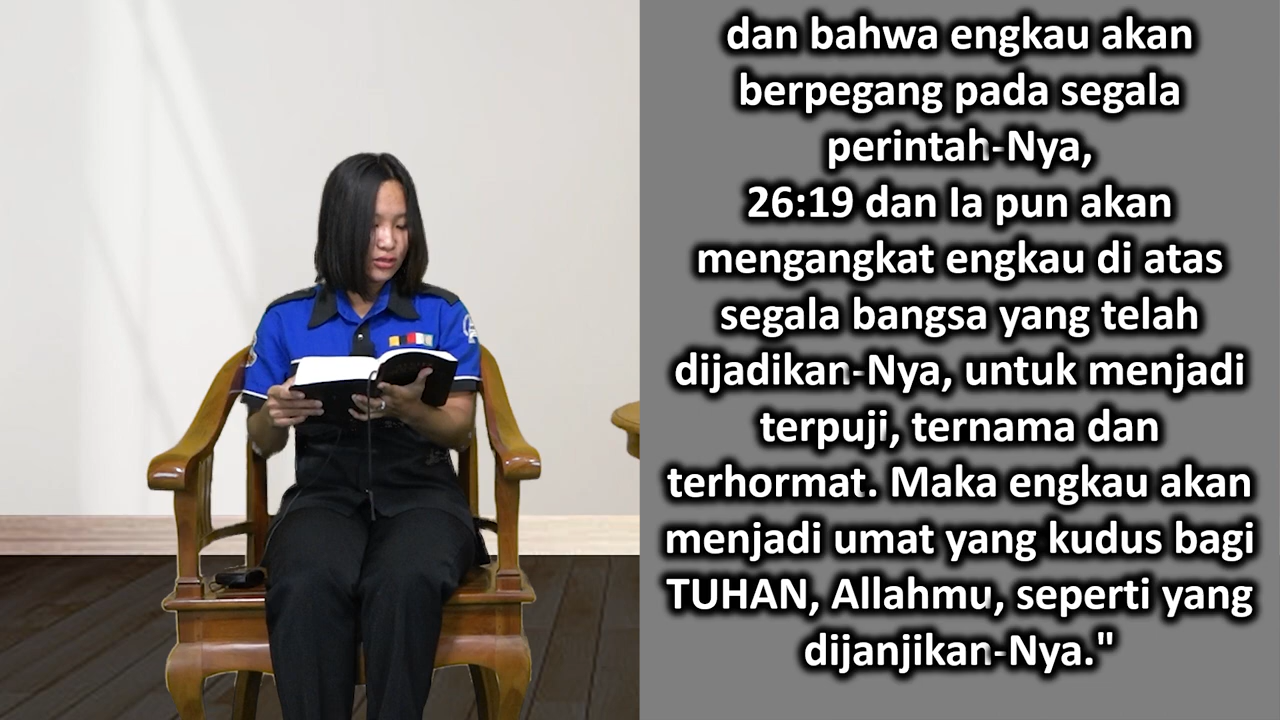 dan bahwa engkau akan
berpegang pada segala
perintah-Nya,
26:19 dan Ia pun akan
mengangkat engkau di atas
segala bangsa yang telah
dijadikan-Nya, untuk menjadi
terpuji, ternama dan
terhormat. Maka engkau akan
menjadi umat yang kudus bagi
TUHAN, Allahmu, seperti yang
dijanjikan-Nya."